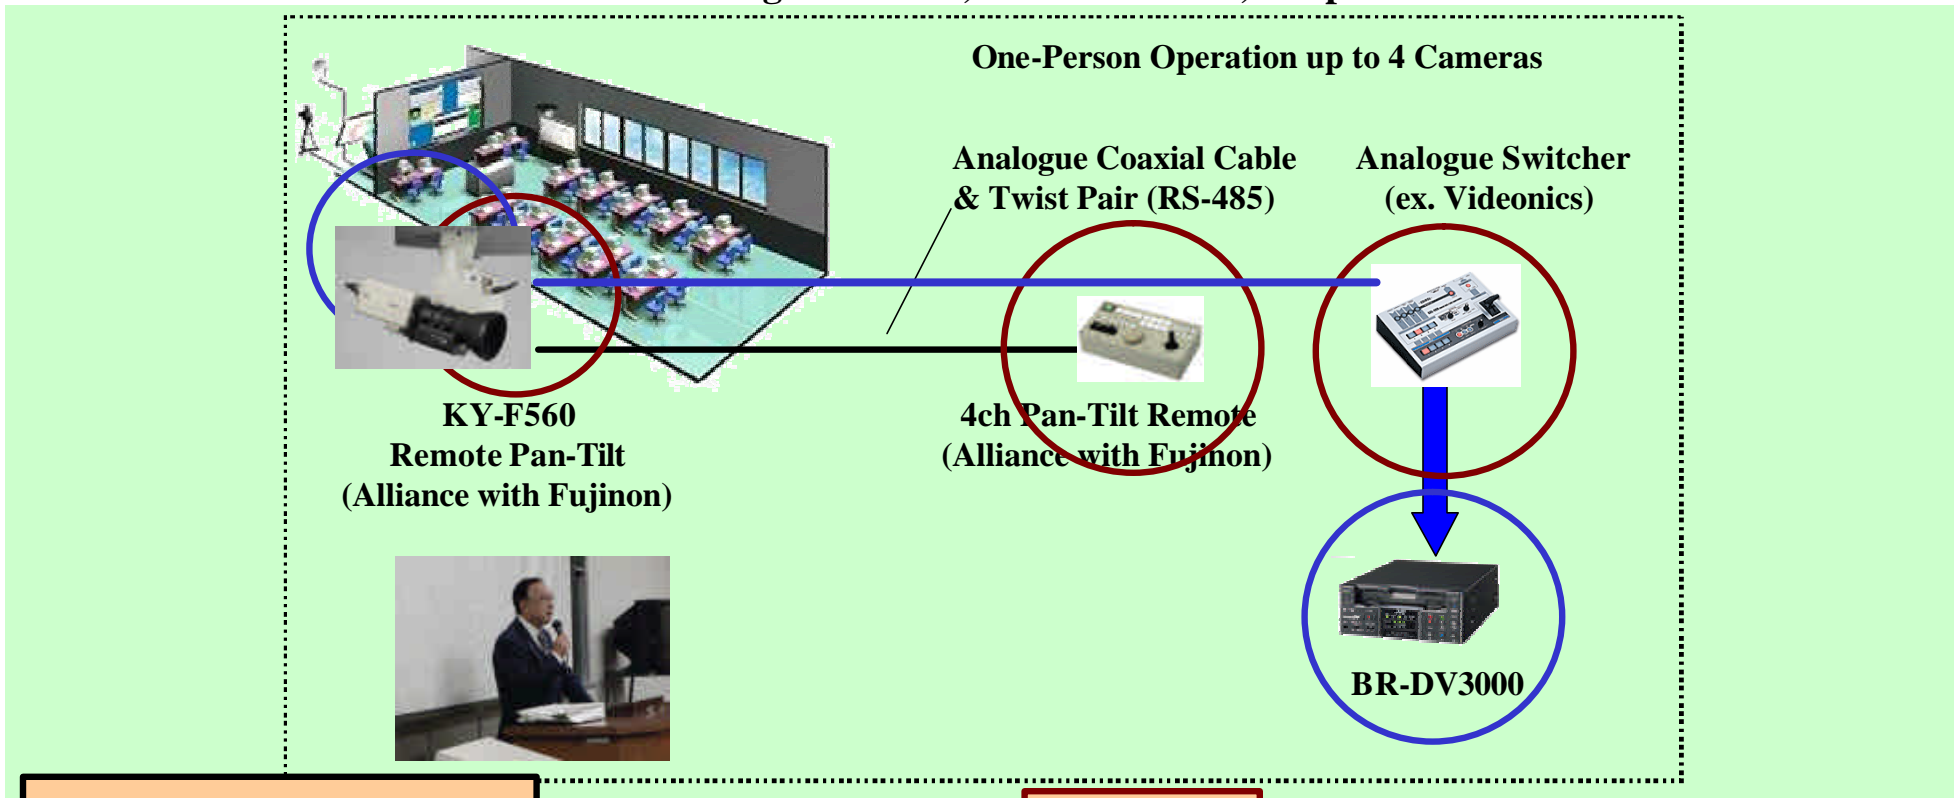 One-Person Operation up to 4 Cameras
Analogue Coaxial Cable
& Twist Pair (RS-485)
Analogue Switcher
(ex. Videonics)
KY-F560
Remote Pan-Tilt
(Alliance with Fujinon)
4ch Pan-Tilt Remote
(Alliance with Fujinon)
BR-DV3000